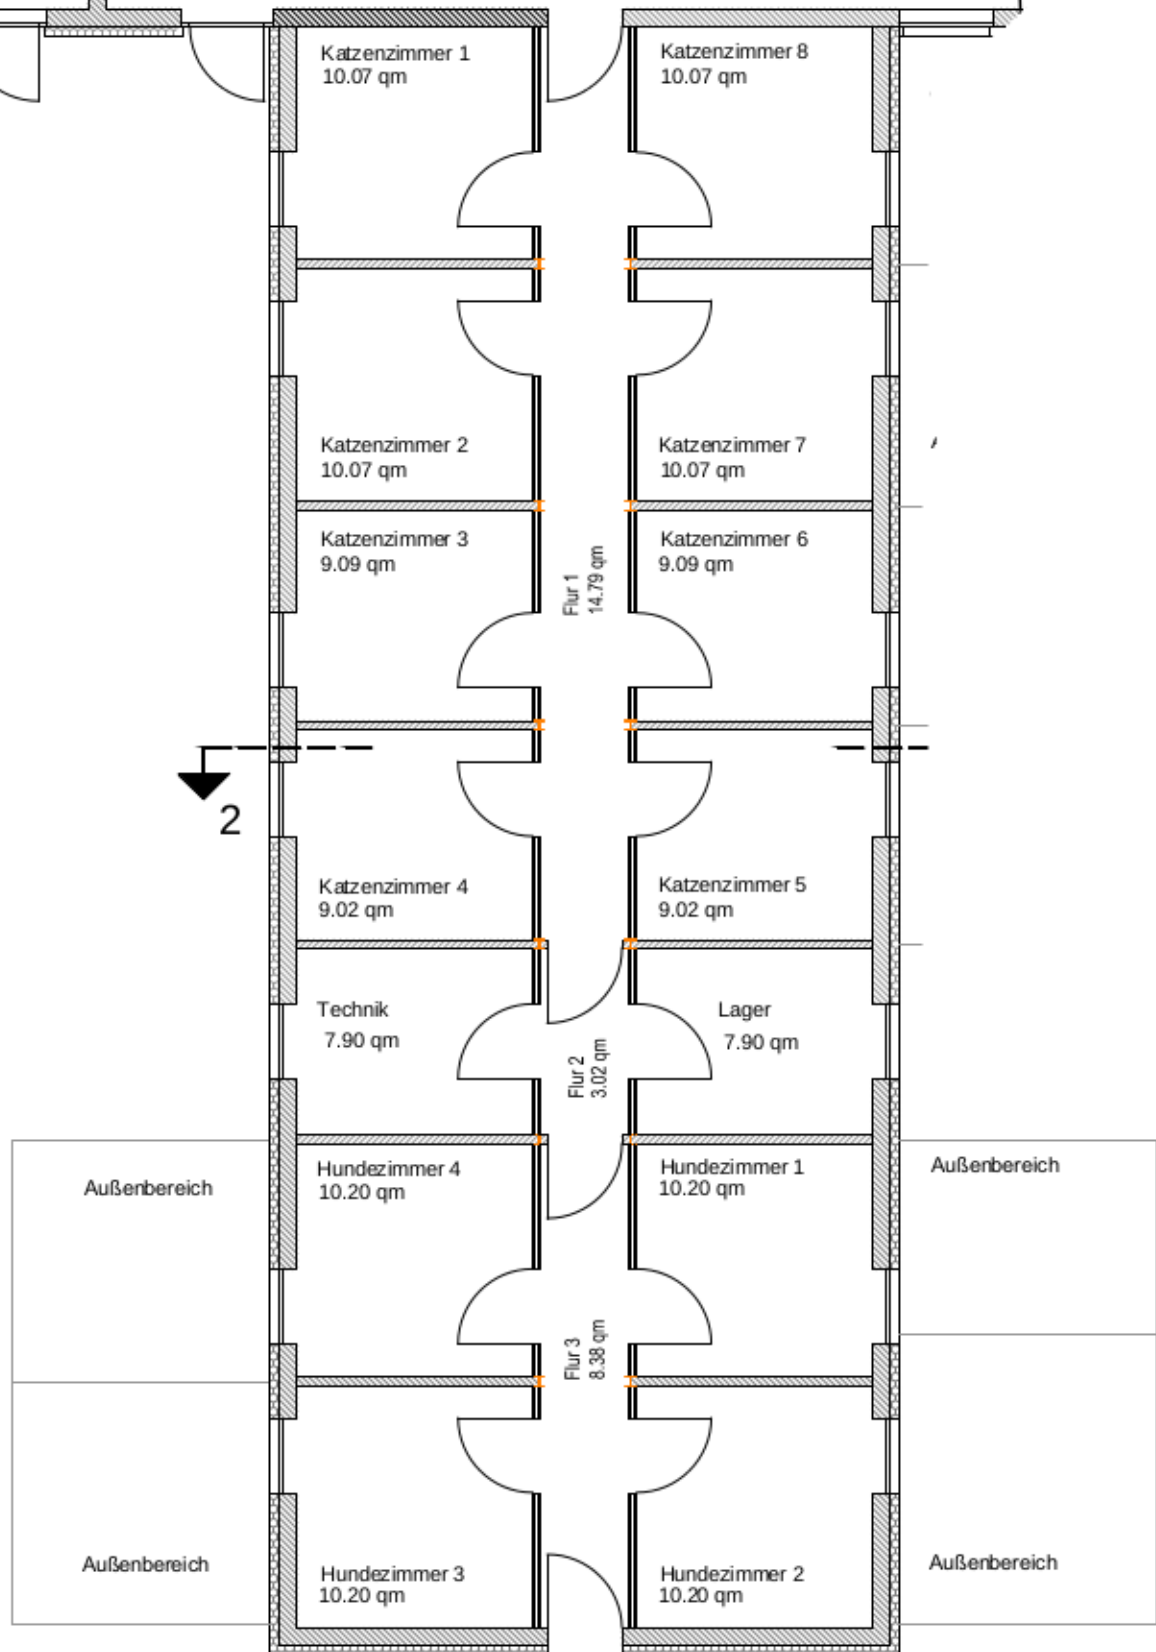 Katzenzimmer 1
10.07 qm
Katzenzimmer 8
10.07 qm
Katzenzimmer 2
10.07 qm
Katzenzimmer 7
10.07 qm
Katzenzimmer 3
9.09 qm
Flur 1
14.79 qm
Katzenzimmer 6
9.09 qm
2
Katzenzimmer 4
9.02 qm
Katzenzimmer 5
9.02 qm
Technik
7.90 qm
Flur 2
3.02 qm
Lager
7.90 qm
Außenbereich
Hundezimmer 4
10.20 qm
Hundezimmer 1
10.20 qm
Außenbereich
Flur 3
8.38 qm
Außenbereich
Hundezimmer 3
10.20 qm
Hundezimmer 2
10.20 qm
Außenbereich